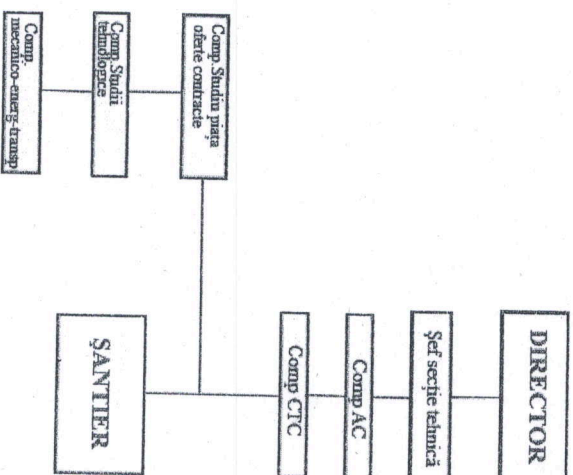 DIRECTOR
Şef secţie tehnică
Comp AC
Comp CTC
Comp.Studiu piaţa
oferte contracte
Comp.Studii
tehnologice
Comp.
mecanico-energ-transp
ŞANTIER